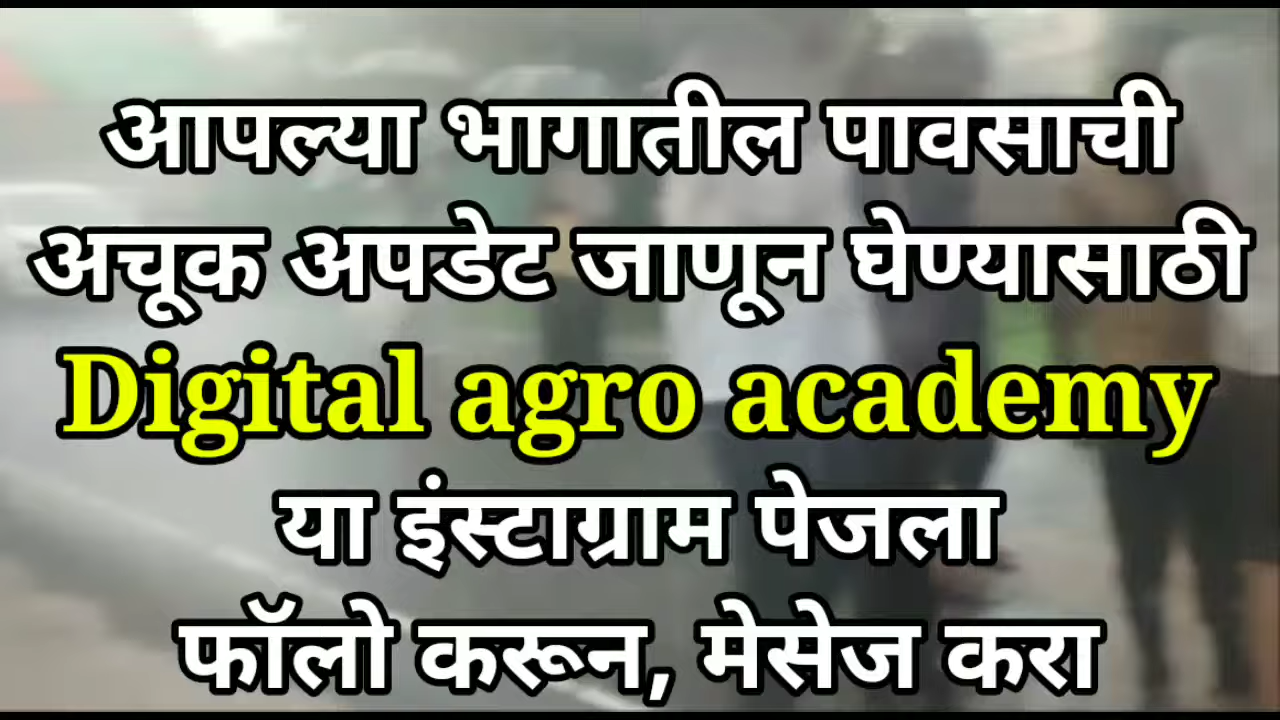 आपल्या भागातील पावसाची
अचूक अपडेट जाणून घेण्यासाठी
Digital agro academy
या इंस्टाग्राम पेजला
फॉलो करून, मेसेज करा